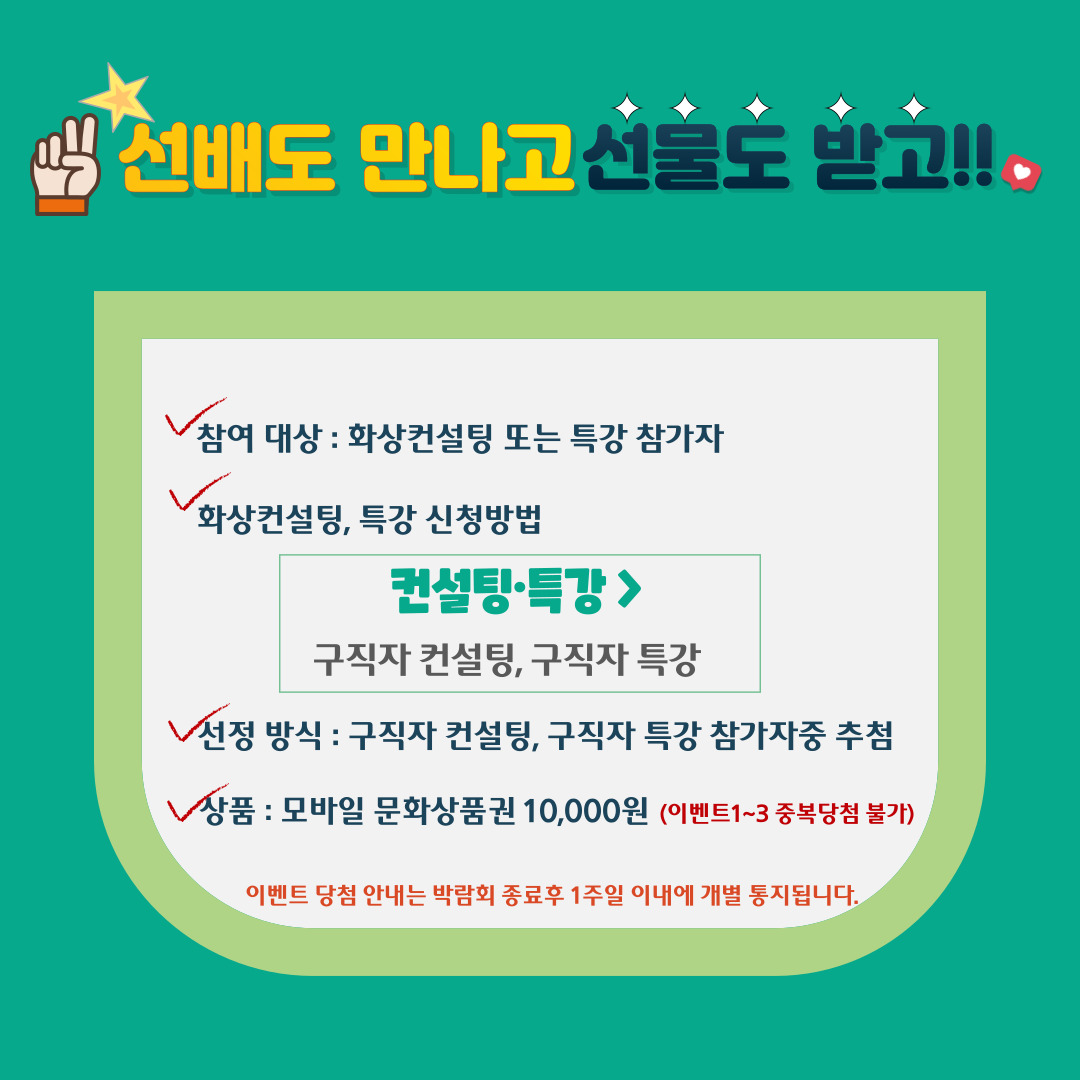 선배도 만나고 선물도 받고!!
참여 대상 : 화상컨설팅 또는 특강 참가자
화상컨설팅, 특강 신청방법
컨설팅·특강 >
구직자 컨설팅, 구직자 특강
선정 방식 : 구직자 컨설팅, 구직자 특강 참가자중 추첨
상품 : 모바일 문화상품권 10,000원 (이벤트1~3 중복당첨 불가)
이벤트 당첨 안내는 박람회 종료후 1주일 이내에 개별 통지됩니다.